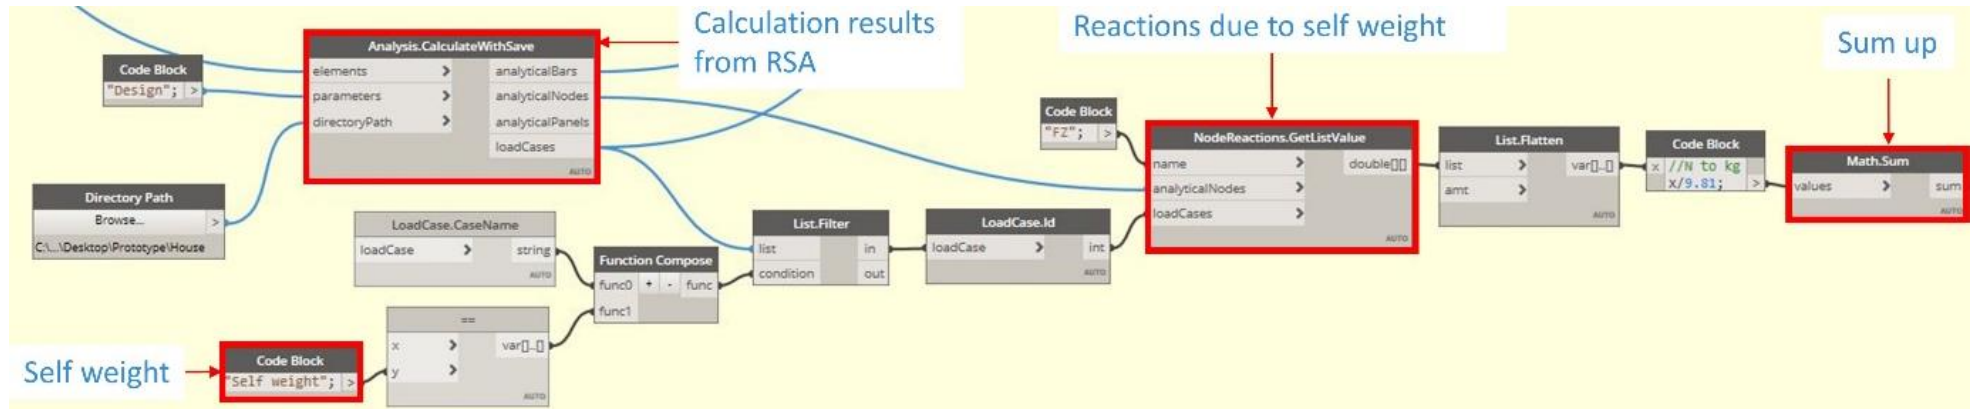 Calculation results
from RSA
Reactions due to self weight
Sum up
Analysis.CalculateWithSave
elements > analyticalBars
parameters > analyticalNodes
directoryPath > analyticalPanels
loadCases
AUTO
Code Block
"Design"; >
Directory Path
Browse... >
C:\...\Desktop\Prototype\House
LoadCase.CaseName
loadCase > string
AUTO
==
x > var[]..[]
y >
AUTO
Self weight
Code Block
"Self weight"; >
Function Compose
func0 + - func
func1
List.Filter
list in
condition out
LoadCase.Id
loadCase > int
AUTO
Code Block
"FZ"; >
NodeReactions.GetListValue
name > double[][]
analyticalNodes >
loadCases >
AUTO
List.Flatten
list > var[]..[]
amt >
AUTO
Code Block
x //N to kg
x/9.81; >
Math.Sum
values > sum
AUTO